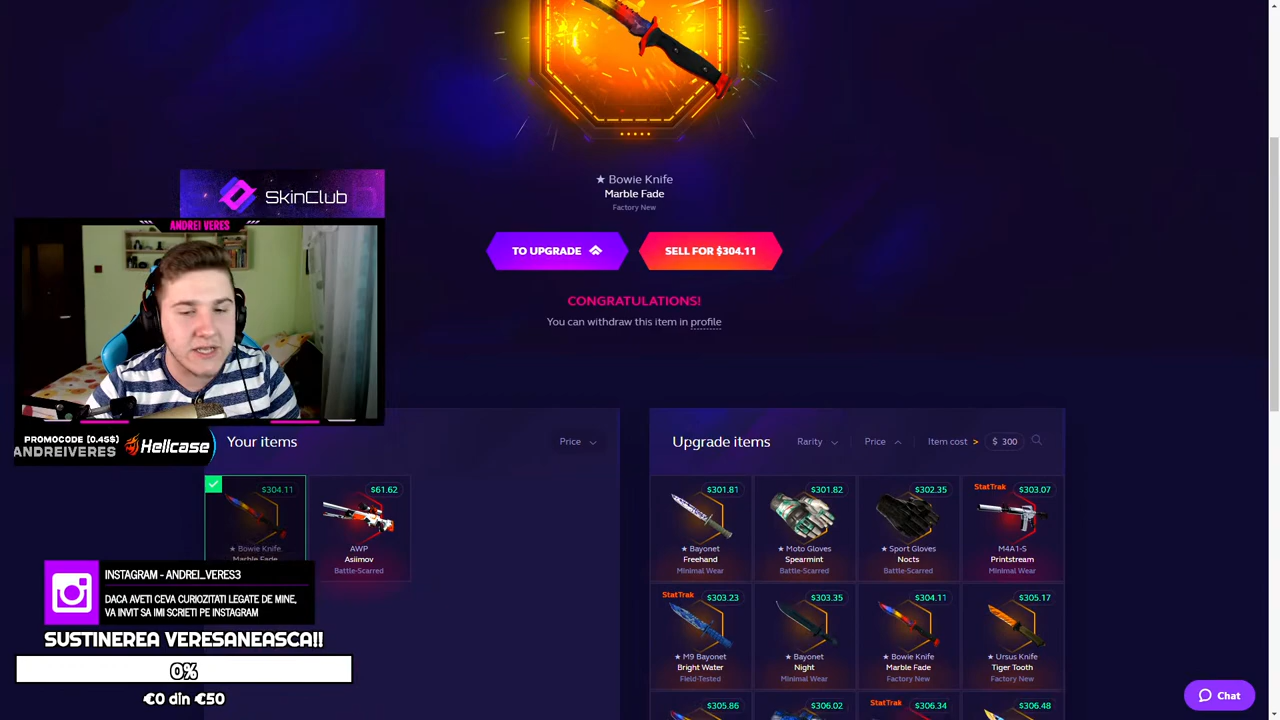 ★ Bowie Knife
Marble Fade
Factory New
TO UPGRADE
SELL FOR $304.11
CONGRATULATIONS!
You can withdraw this item in profile
SkinClub
ANDREI VERES
PROMOCODE (0.45$)
ANDREIVERES
Hellcase
Your items
Price
$304.11
★ Bowie Knife
Marble Fade
$61.62
AWP
Asiimov
Battle-Scarred
Upgrade items
Rarity
Price
Item cost > $ 300
$301.81
★ Bayonet
Freehand
Minimal Wear
$301.82
★ Moto Gloves
Spearmint
Battle-Scarred
$302.35
★ Sport Gloves
Nocts
Battle-Scarred
StatTrak $303.07
M4A1-S
Printstream
Minimal Wear
StatTrak $303.23
★ M9 Bayonet
Bright Water
Field-Tested
$303.35
★ Bayonet
Night
Minimal Wear
$304.11
★ Bowie Knife
Marble Fade
Factory New
$305.17
★ Ursus Knife
Tiger Tooth
Factory New
$305.86
$306.02
StatTrak $306.34
$306.48
INSTAGRAM - ANDREI_VERES3
DACA AVETI CEVA CURIOZITATI LEGATE DE MINE,
VA INVIT SA IMI SCRIETI PE INSTAGRAM
SUSTINEREA VERESANEASCA!!
0%
€0 din €50
Chat